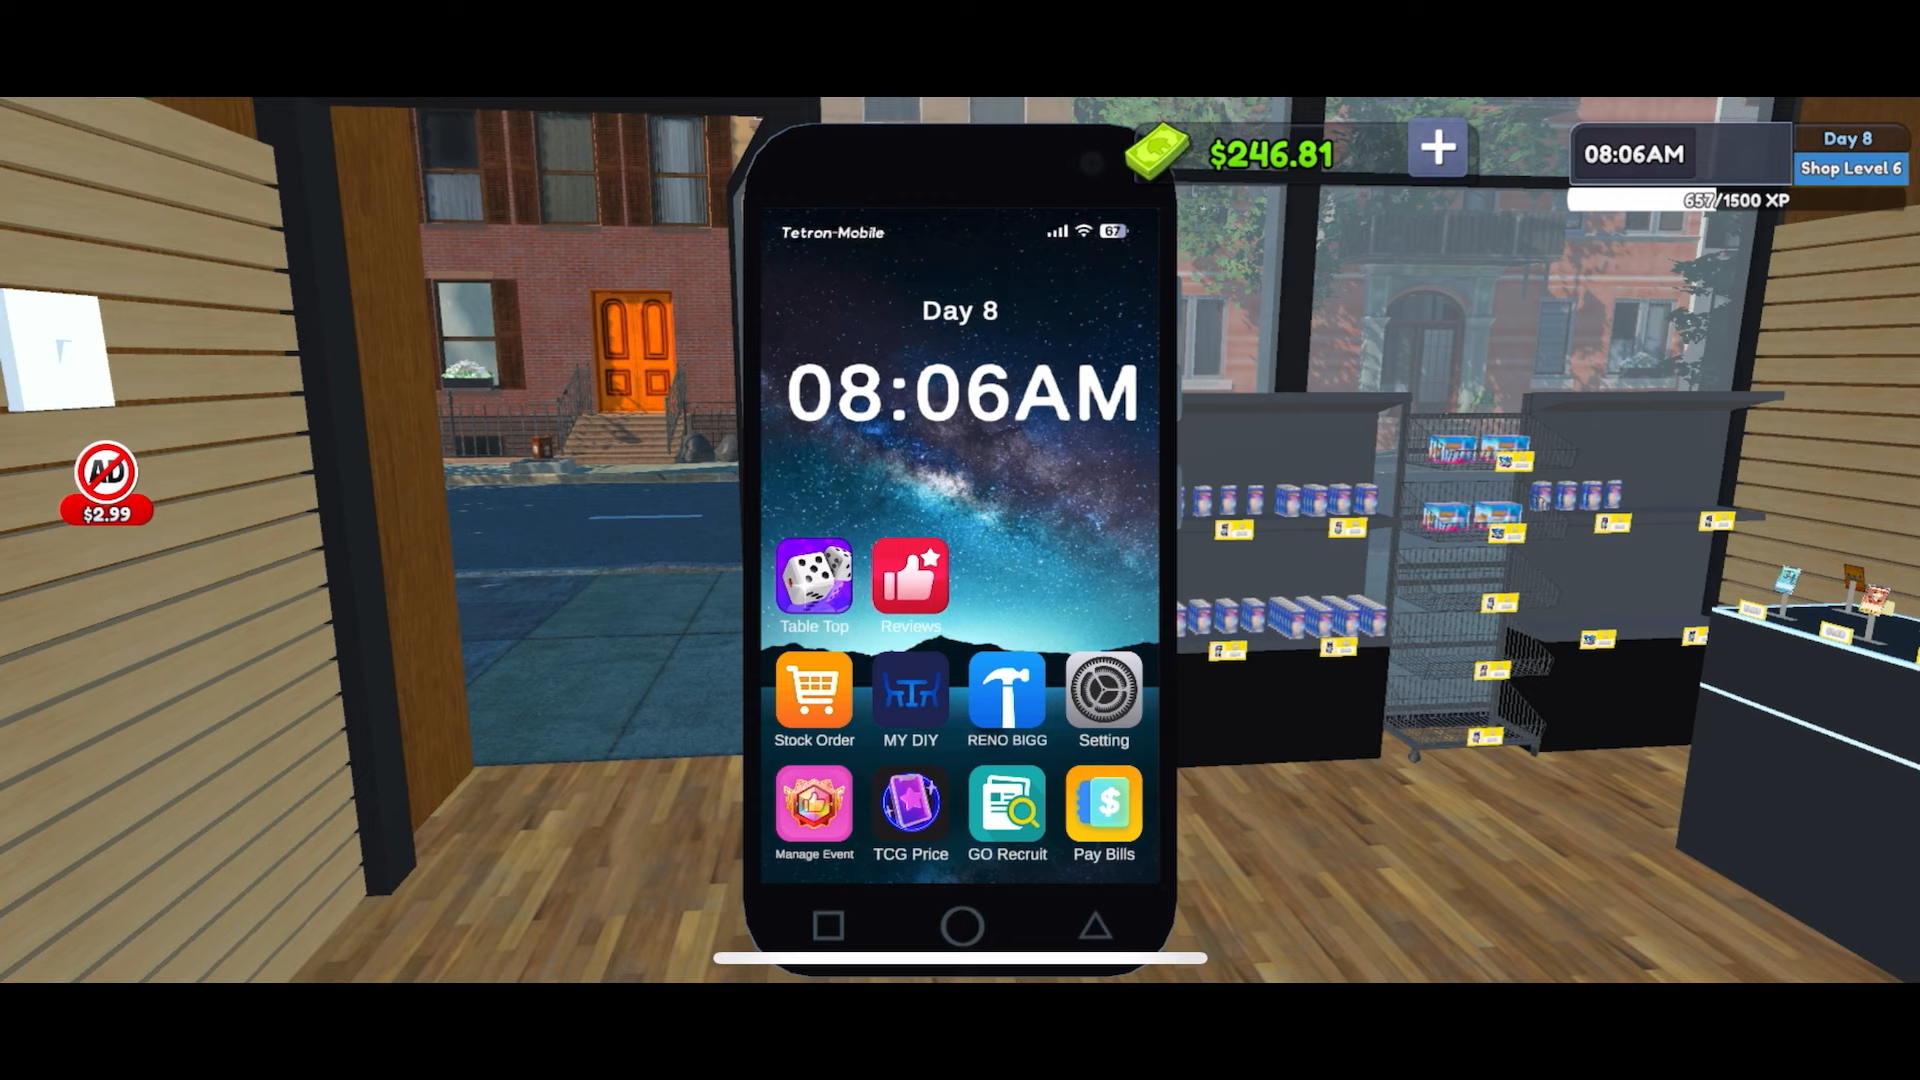 $246.81
08:06AM
Day 8
Shop Level 6
657/1500 XP
Tetron-Mobile
67
Day 8
08:06AM
AD
$2.99
Table Top
Reviews
Stock Order
MY DIY
RENO BIGG
Setting
Manage Event
TCG Price
GO Recruit
Pay Bills